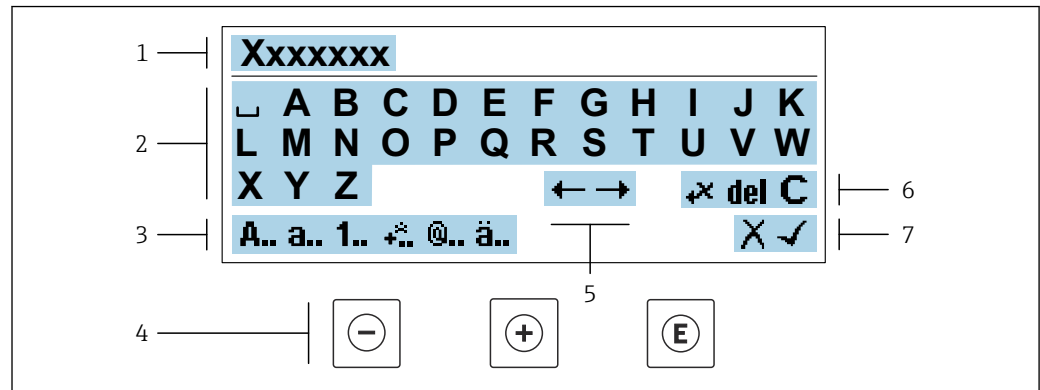 1 Xxxxxxx
␣ A B C D E F G H I J K
2 L M N O P Q R S T U V W
X Y Z ← → del C 6
3 A.. a.. 1.. @.. ä.. X ✓ 7
5
4 − + E